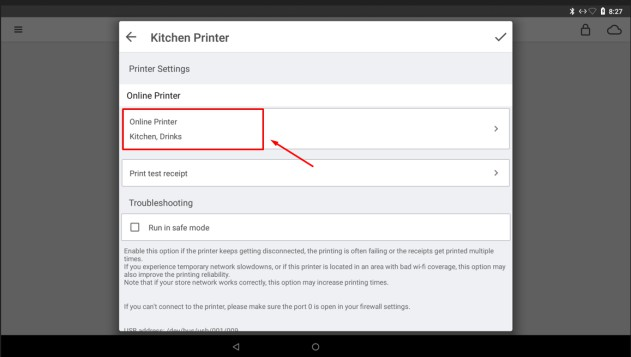 8:27
Kitchen Printer
Printer Settings
Online Printer
Online Printer
Kitchen, Drinks
Print test receipt
Troubleshooting
Run in safe mode
Enable this option if the printer keeps getting disconnected, the printing is often failing or the receipts get printed multiple
times.
If you experience temporary network slowdowns, or if this printer is located in an area with bad wi-fi coverage, this option may
also improve the printing reliability.
Note that if your store network works correctly, this option may increase printing times.
If you can't connect to the printer, please make sure the port 0 is open in your firewall settings.
USB address: /dev/bus/usb/001/009